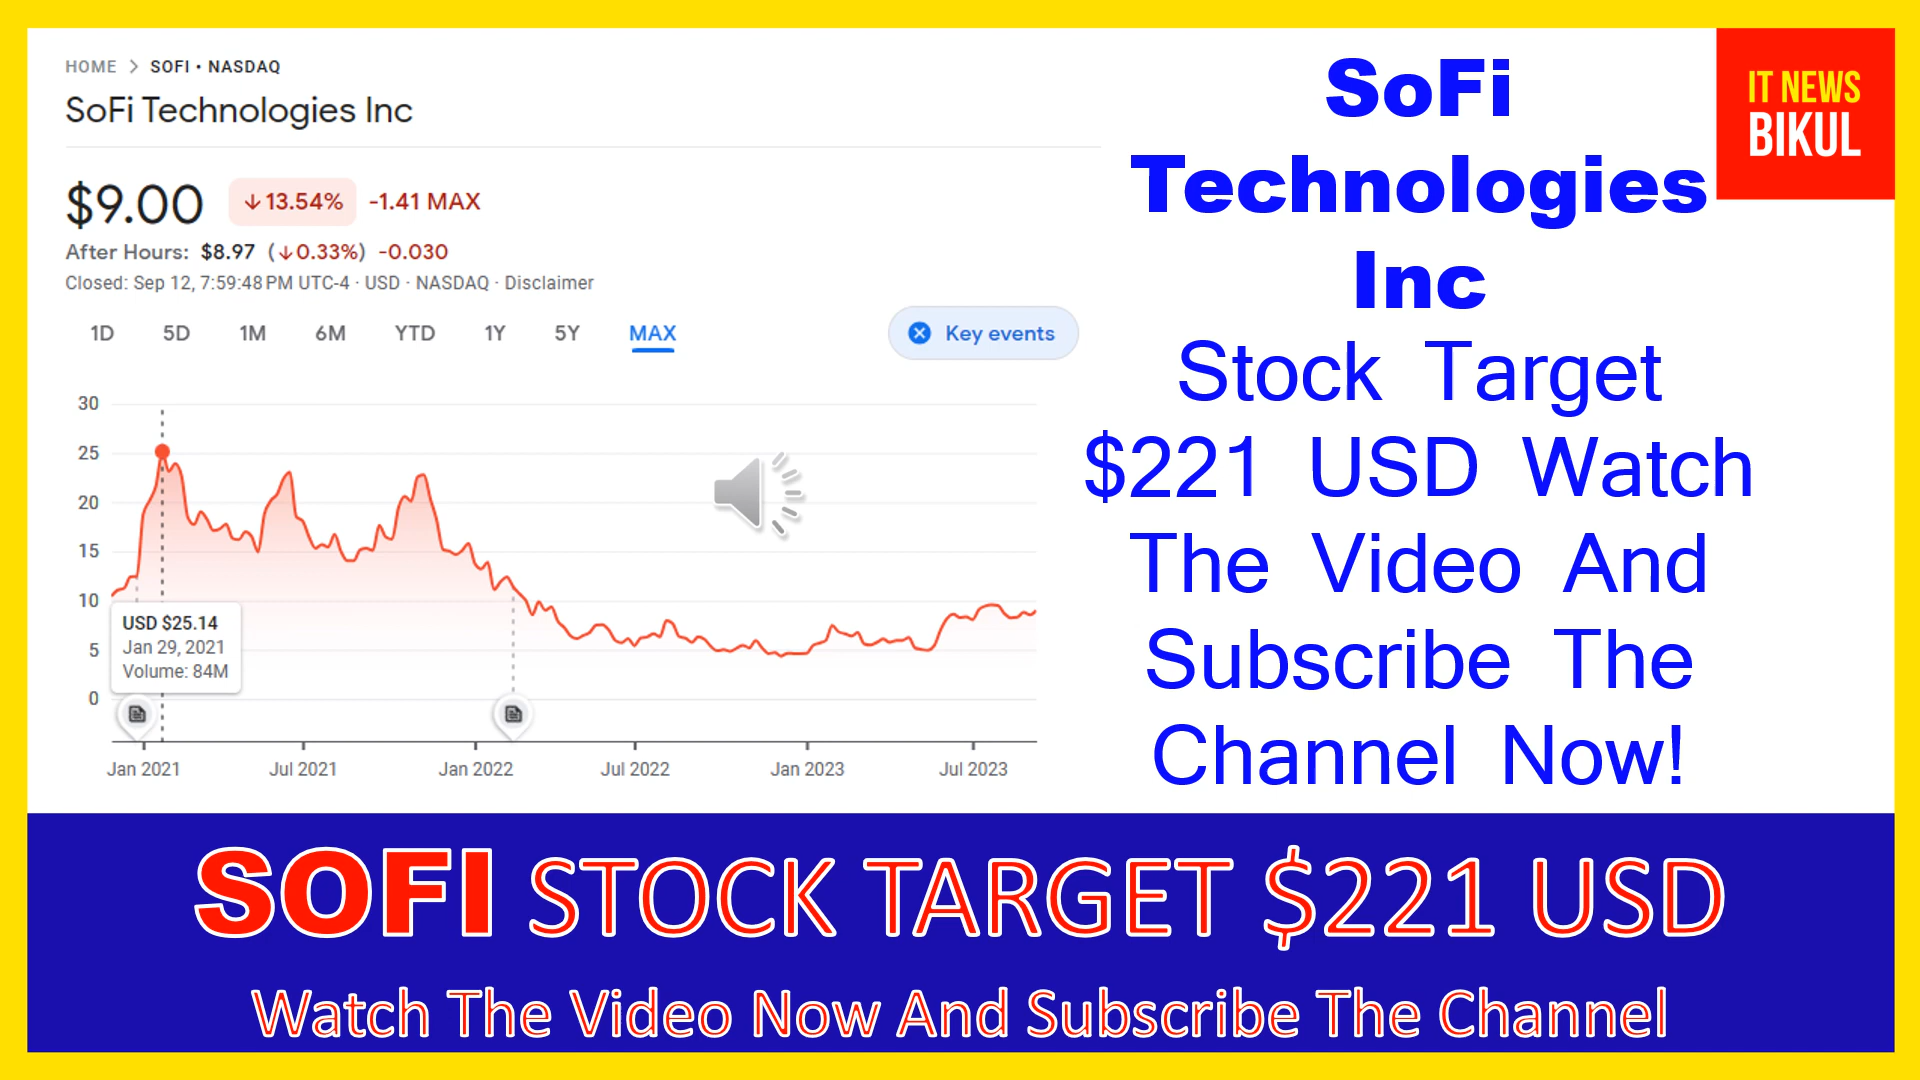 HOME > SOFI • NASDAQ
SoFi Technologies Inc
$9.00 ↓13.54% -1.41 MAX
After Hours: $8.97 (↓0.33%) -0.030
Closed: Sep 12, 7:59:48 PM UTC-4 · USD · NASDAQ · Disclaimer
1D 5D 1M 6M YTD 1Y 5Y MAX
Key events
30
25
20
15
10
5
0
USD $25.14
Jan 29, 2021
Volume: 84M
Jan 2021 Jul 2021 Jan 2022 Jul 2022 Jan 2023 Jul 2023
SoFi
Technologies
Inc
Stock Target
$221 USD Watch
The Video And
Subscribe The
Channel Now!
IT NEWS
BIKUL
SOFI STOCK TARGET $221 USD
Watch The Video Now And Subscribe The Channel